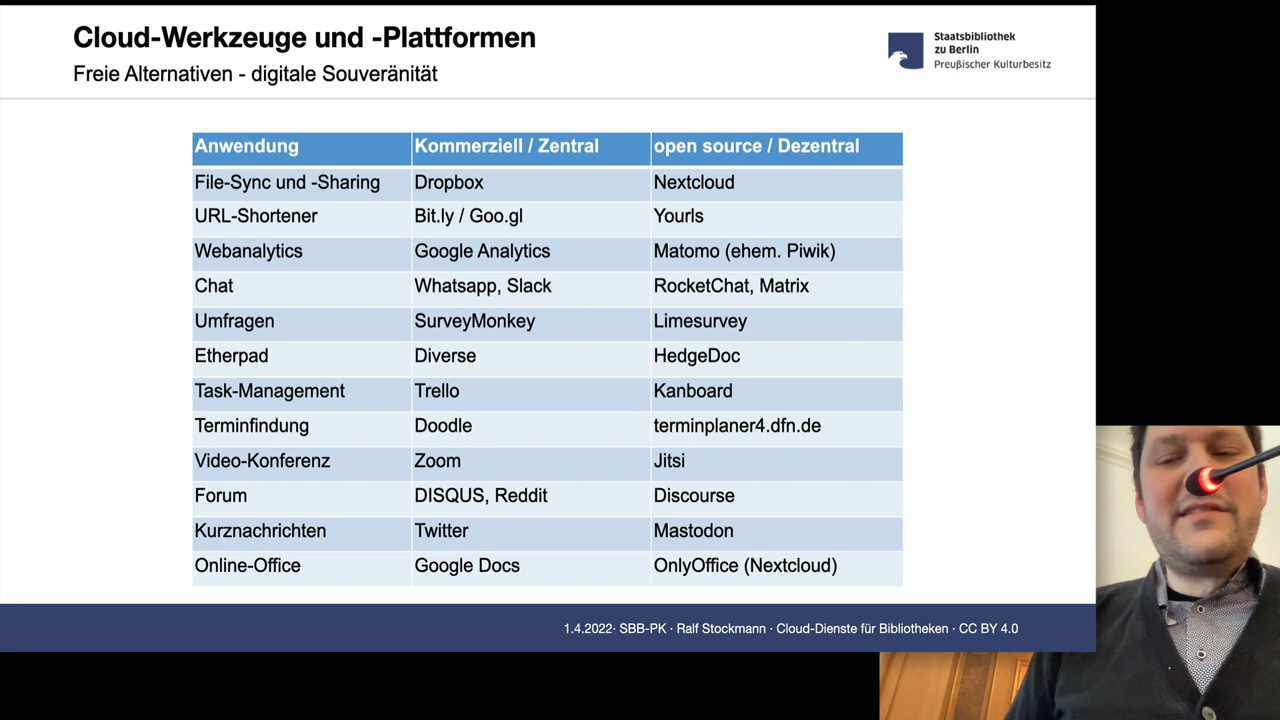 Cloud-Werkzeuge und -Plattformen
Freie Alternativen - digitale Souveränität
Staatsbibliothek
zu Berlin
Preußischer Kulturbesitz
Anwendung Kommerziell / Zentral open source / Dezentral
File-Sync und -Sharing Dropbox Nextcloud
URL-Shortener Bit.ly / Goo.gl Yourls
Webanalytics Google Analytics Matomo (ehem. Piwik)
Chat Whatsapp, Slack RocketChat, Matrix
Umfragen SurveyMonkey Limesurvey
Etherpad Diverse HedgeDoc
Task-Management Trello Kanboard
Terminfindung Doodle terminplaner4.dfn.de
Video-Konferenz Zoom Jitsi
Forum DISQUS, Reddit Discourse
Kurznachrichten Twitter Mastodon
Online-Office Google Docs OnlyOffice (Nextcloud)
1.4.2022· SBB-PK · Ralf Stockmann · Cloud-Dienste für Bibliotheken · CC BY 4.0